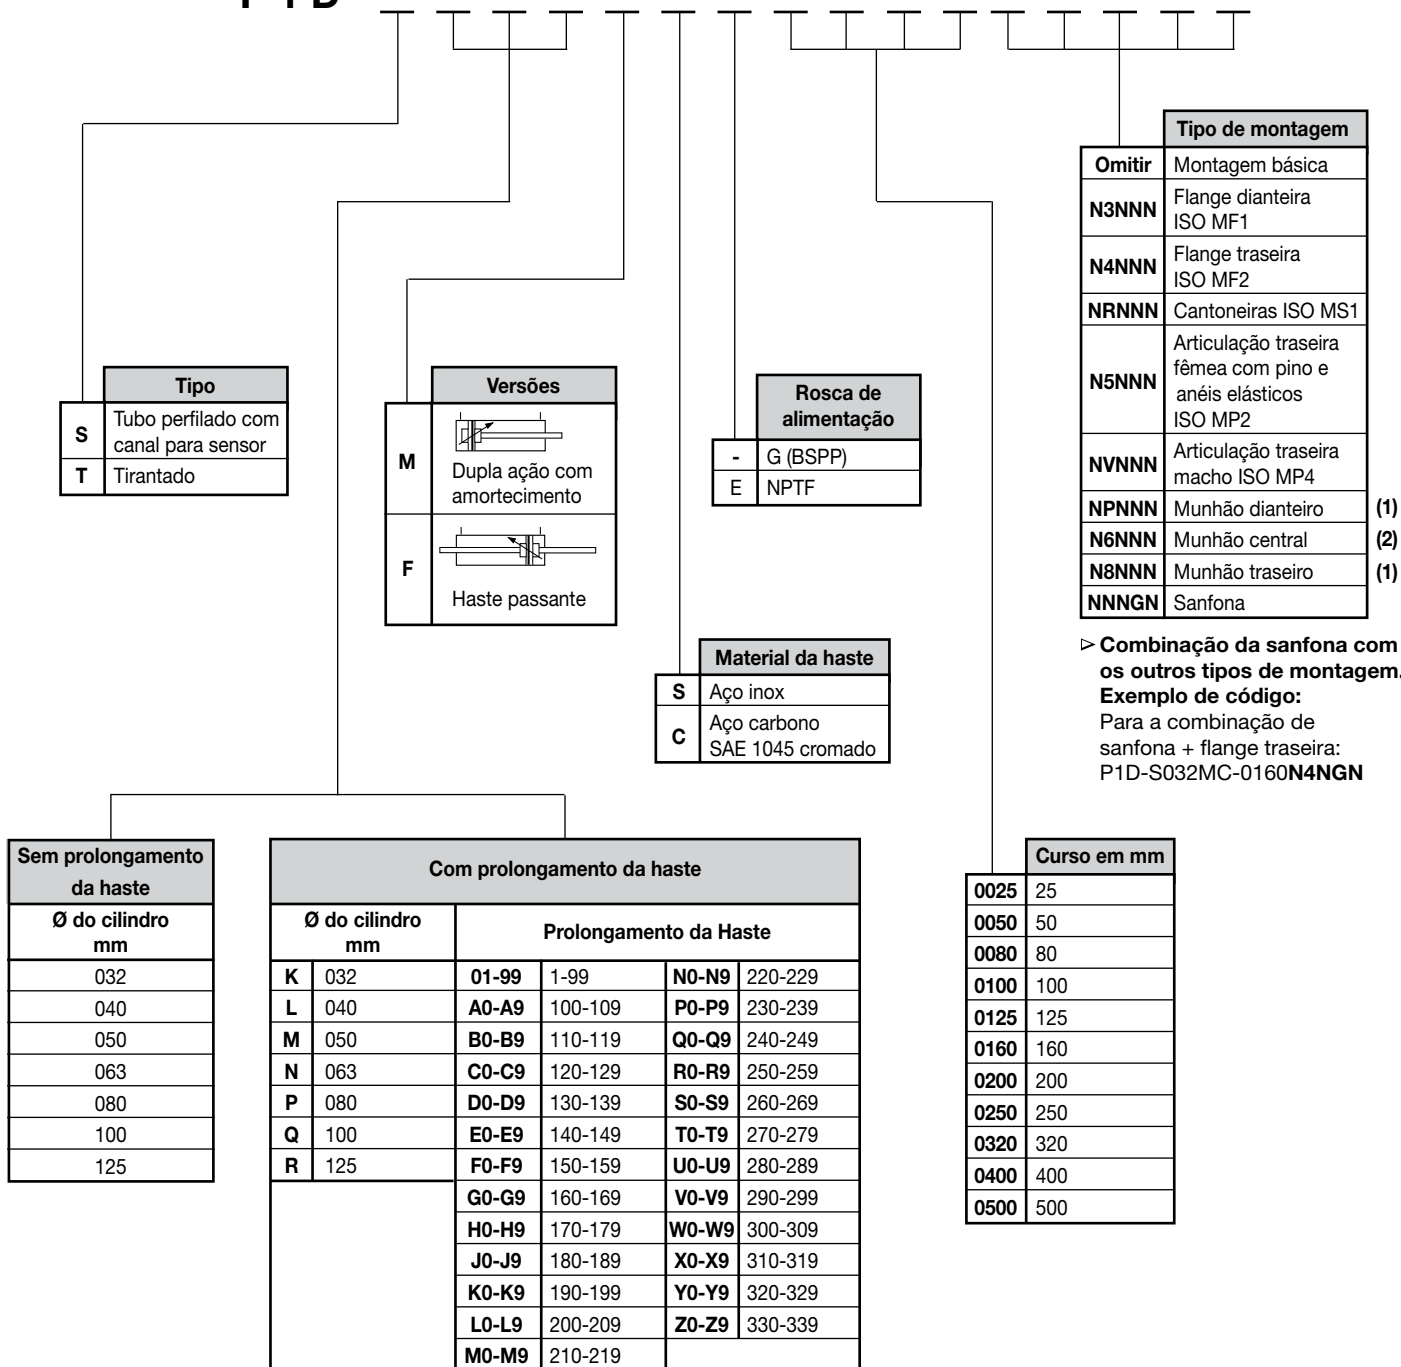 P1D
Tipo de montagem
Omitir Montagem básica
N3NNN Flange dianteira
ISO MF1
N4NNN Flange traseira
ISO MF2
NRNNN Cantoneiras ISO MS1
N5NNN Articulação traseira
fêmea com pino e
anéis elásticos
ISO MP2
NVNNN Articulação traseira
macho ISO MP4
NPNNN Munhão dianteiro (1)
N6NNN Munhão central (2)
N8NNN Munhão traseiro (1)
NNNGN Sanfona
▻ Combinação da sanfona com
os outros tipos de montagem.
Exemplo de código:
Para a combinação de
sanfona + flange traseira:
P1D-S032MC-0160N4NGN
Tipo
S Tubo perfilado com
canal para sensor
T Tirantado
Versões
M Dupla ação com
amortecimento
F Haste passante
Rosca de
alimentação
- G (BSPP)
E NPTF
Material da haste
S Aço inox
C Aço carbono
SAE 1045 cromado
Sem prolongamento
da haste
Ø do cilindro
mm
032
040
050
063
080
100
125
Com prolongamento da haste
Ø do cilindro
mm
Prolongamento da Haste
K 032 01-99 1-99 N0-N9 220-229
L 040 A0-A9 100-109 P0-P9 230-239
M 050 B0-B9 110-119 Q0-Q9 240-249
N 063 C0-C9 120-129 R0-R9 250-259
P 080 D0-D9 130-139 S0-S9 260-269
Q 100 E0-E9 140-149 T0-T9 270-279
R 125 F0-F9 150-159 U0-U9 280-289
G0-G9 160-169 V0-V9 290-299
H0-H9 170-179 W0-W9 300-309
J0-J9 180-189 X0-X9 310-319
K0-K9 190-199 Y0-Y9 320-329
L0-L9 200-209 Z0-Z9 330-339
M0-M9 210-219
Curso em mm
0025 25
0050 50
0080 80
0100 100
0125 125
0160 160
0200 200
0250 250
0320 320
0400 400
0500 500